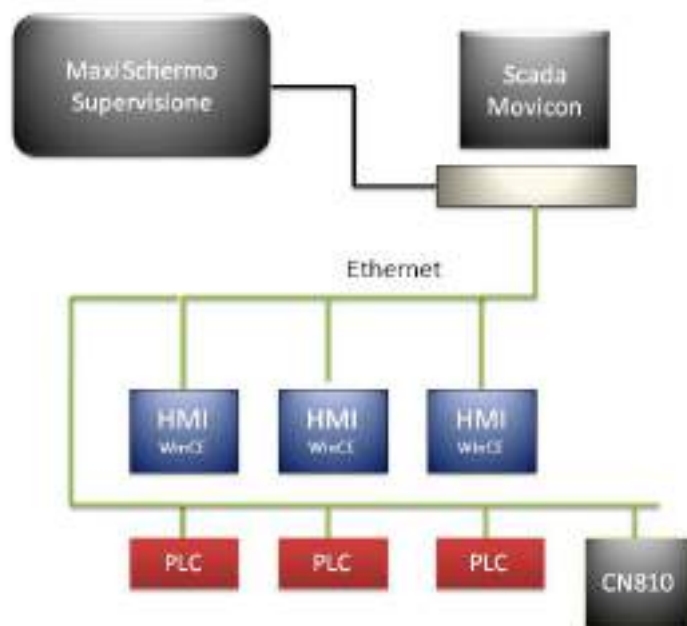 Maxi Schermo
Supervisione
Scada
Movicon
Ethernet
HMI
WinCE
HMI
WinCE
HMI
WinCE
PLC
PLC
PLC
CN810